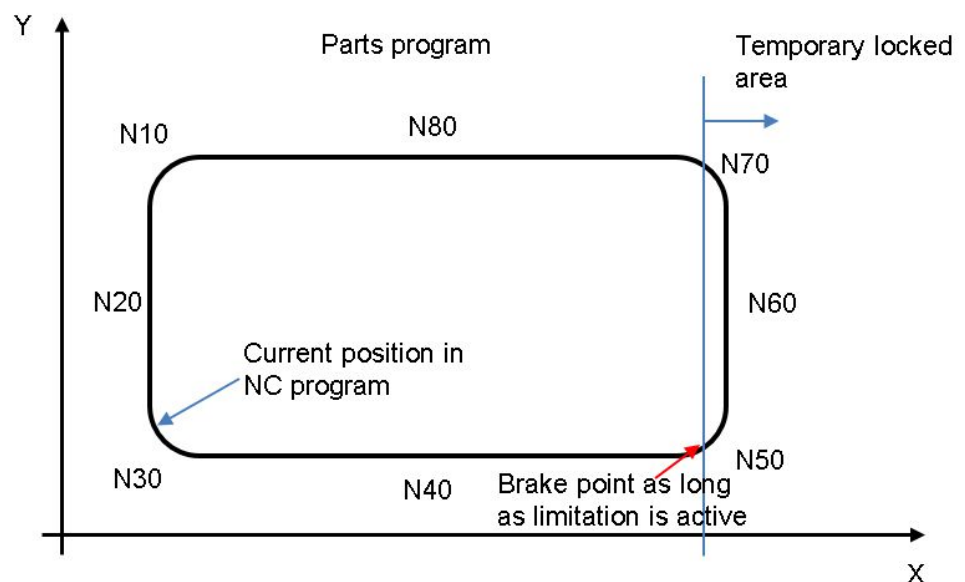 Y
Parts program
Temporary locked
area
N10
N80
N70
N20
N60
Current position in
NC program
N30
N40
N50
Brake point as long
as limitation is active
X